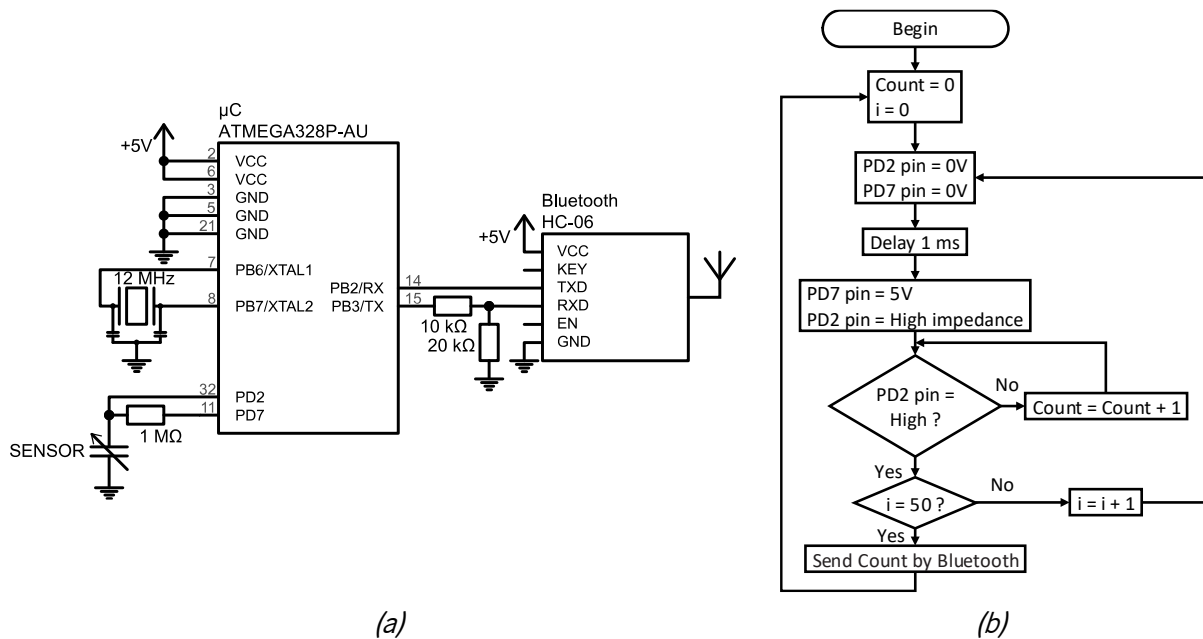 µC
ATMEGA328P-AU
+5V
2 VCC
6 VCC
3 GND
5 GND
21 GND
7 PB6/XTAL1
12 MHz
8 PB7/XTAL2
PB2/RX 14
PB3/TX 15
32 PD2
11 PD7
1 MΩ
SENSOR
10 kΩ
20 kΩ
Bluetooth
HC-06
+5V
VCC
KEY
TXD
RXD
EN
GND
(a)
Begin
Count = 0
i = 0
PD2 pin = 0V
PD7 pin = 0V
Delay 1 ms
PD7 pin = 5V
PD2 pin = High impedance
PD2 pin =
High ?
No
Count = Count + 1
Yes
i = 50 ?
No
i = i + 1
Yes
Send Count by Bluetooth
(b)